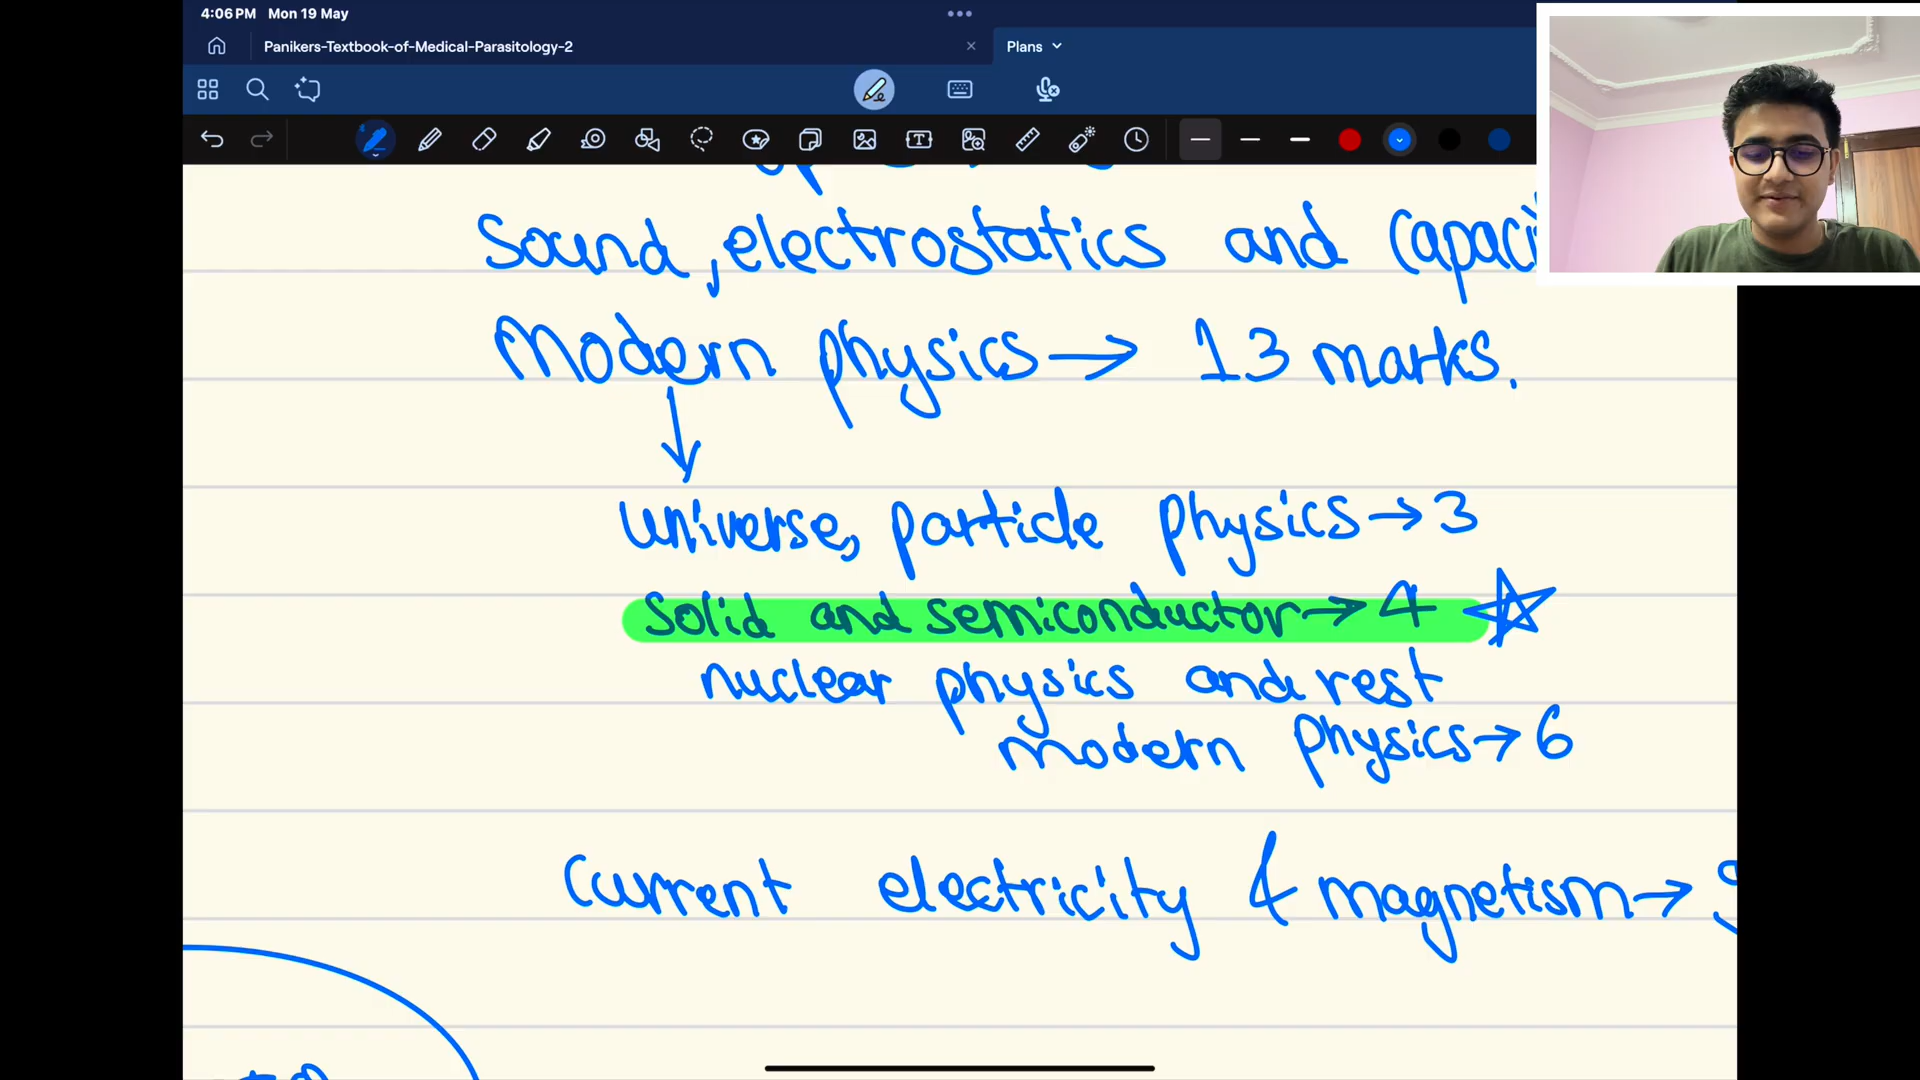 4:06 PM Mon 19 May
Panikers-Textbook-of-Medical-Parasitology-2
Plans
Sound, electrostatics and Capaci
Modern physics → 13 marks.
universe, particle physics → 3
Solid and semiconductor → 4 ☆
nuclear physics and rest
modern physics → 6
Current electricity & magnetism →